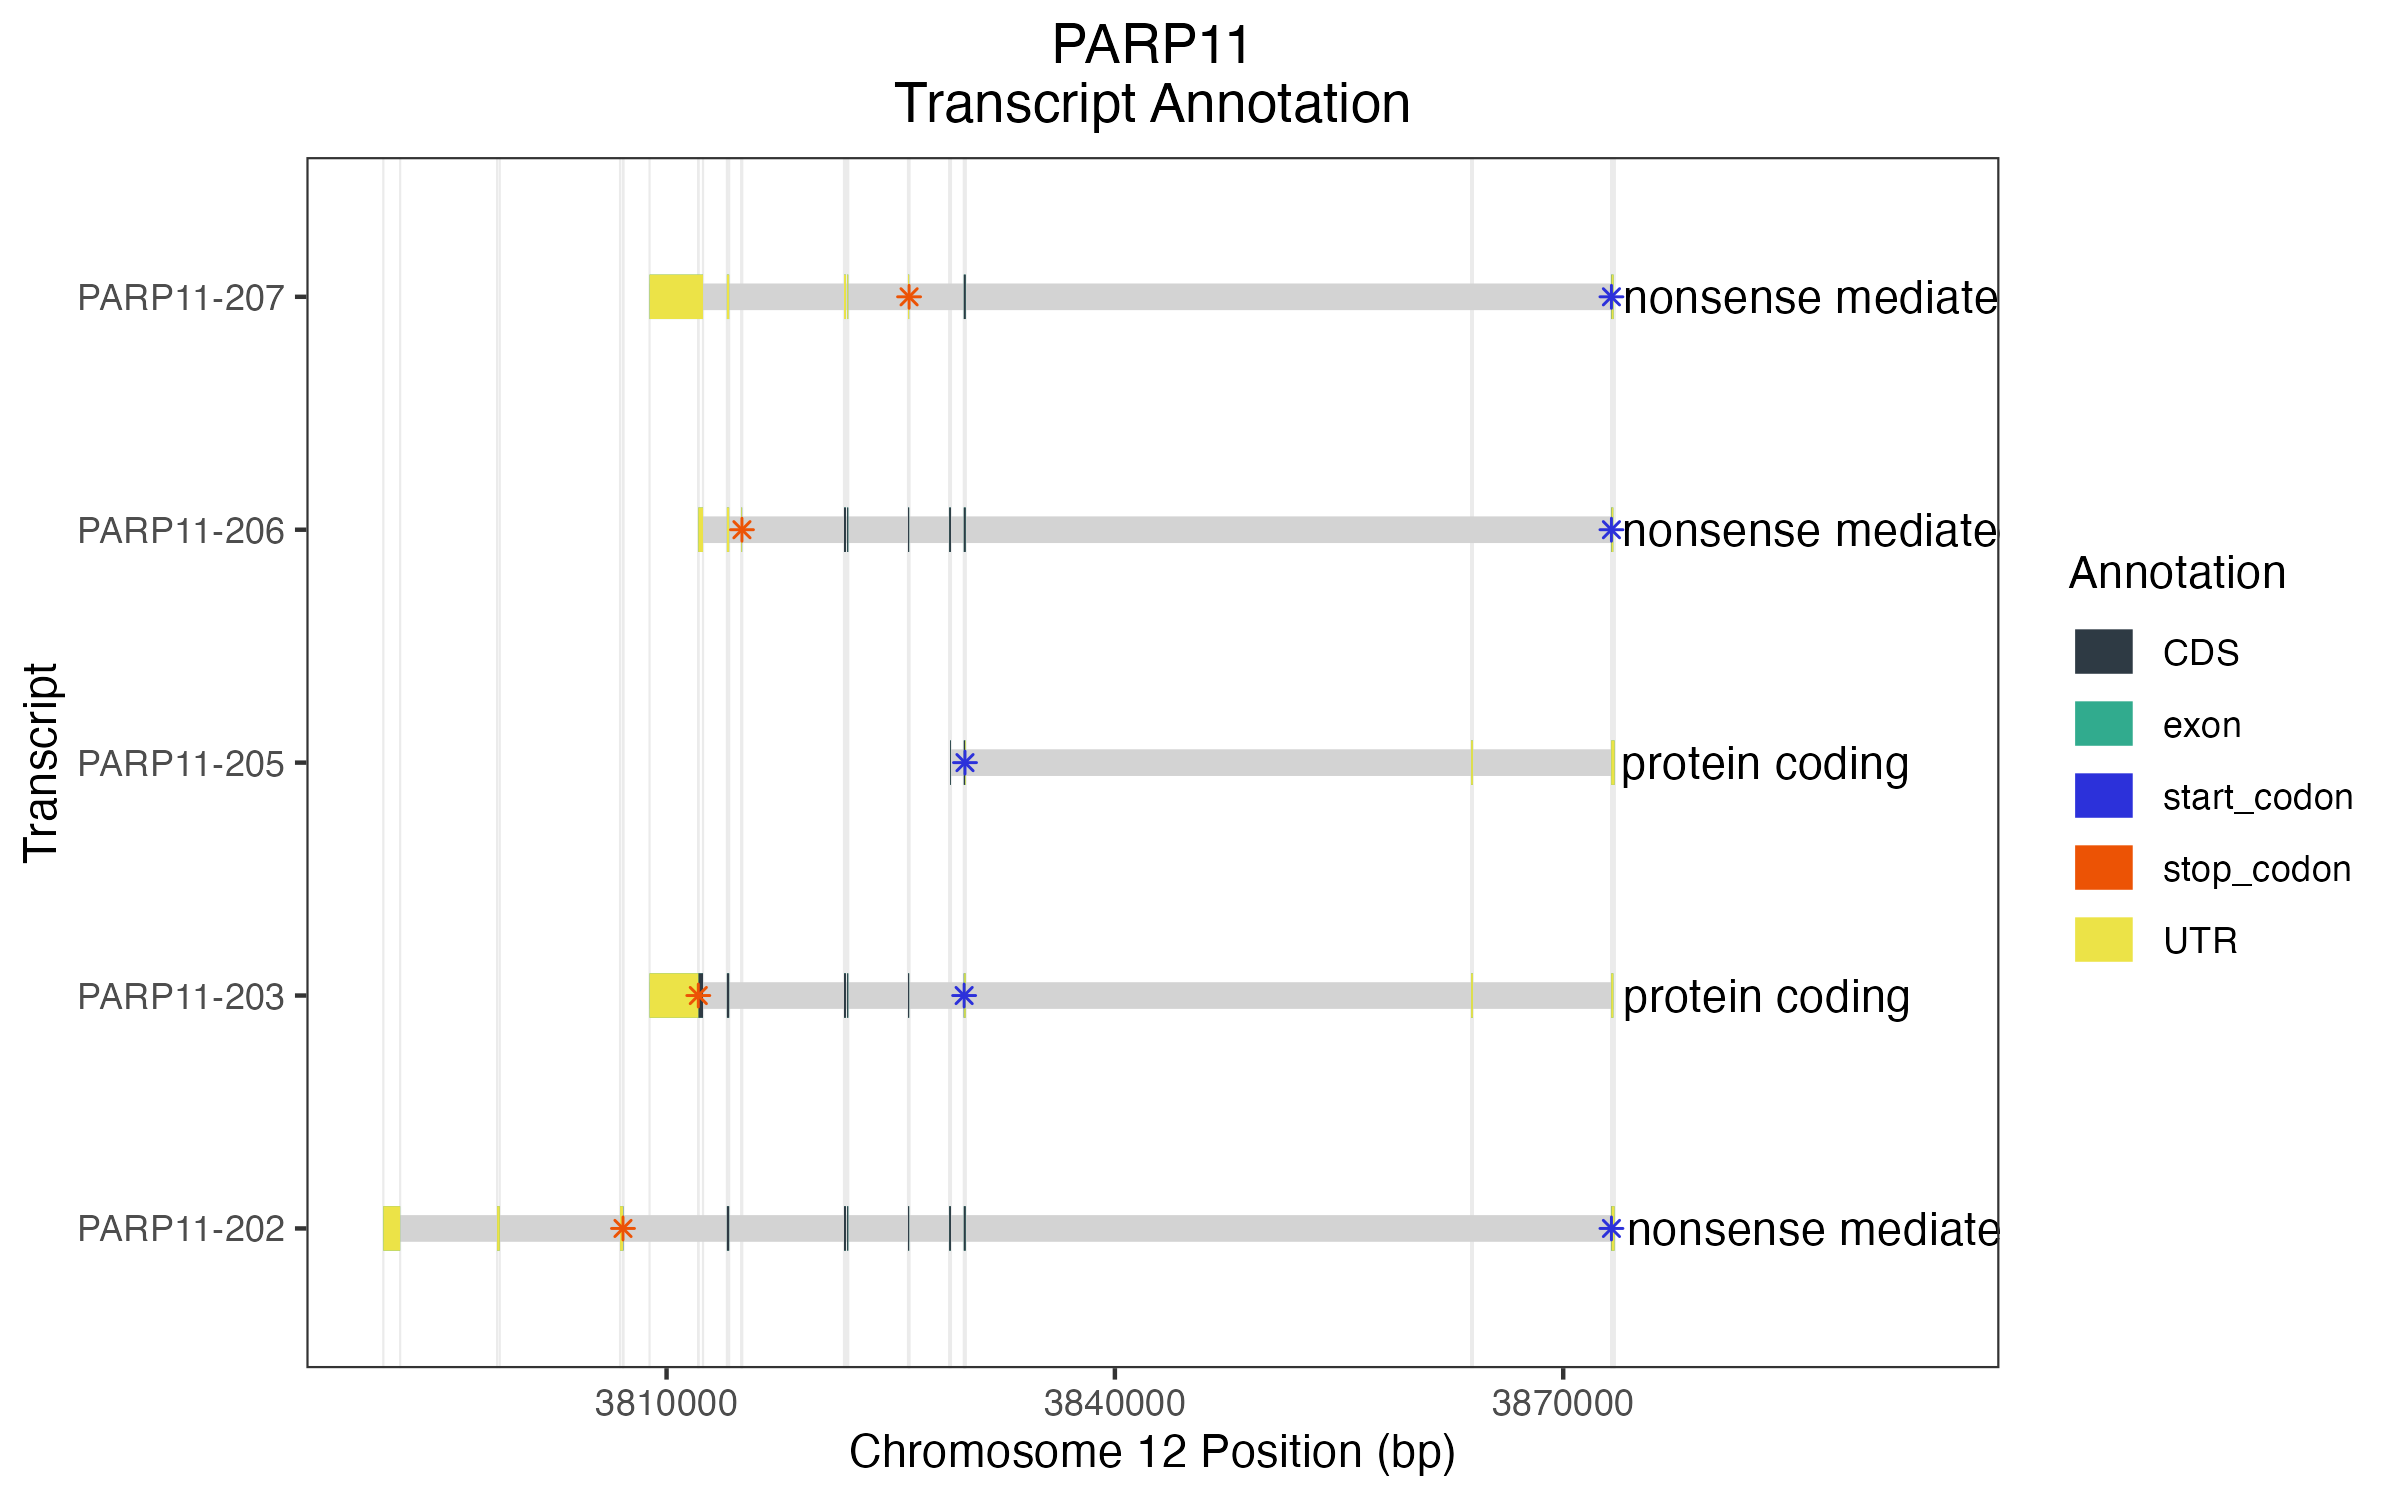 PARP11
Transcript Annotation
PARP11-207
nonsense mediate
PARP11-206
nonsense mediate
PARP11-205
protein coding
PARP11-203
protein coding
PARP11-202
nonsense mediate
Transcript
3810000
3840000
3870000
Chromosome 12 Position (bp)
Annotation
CDS
exon
start_codon
stop_codon
UTR